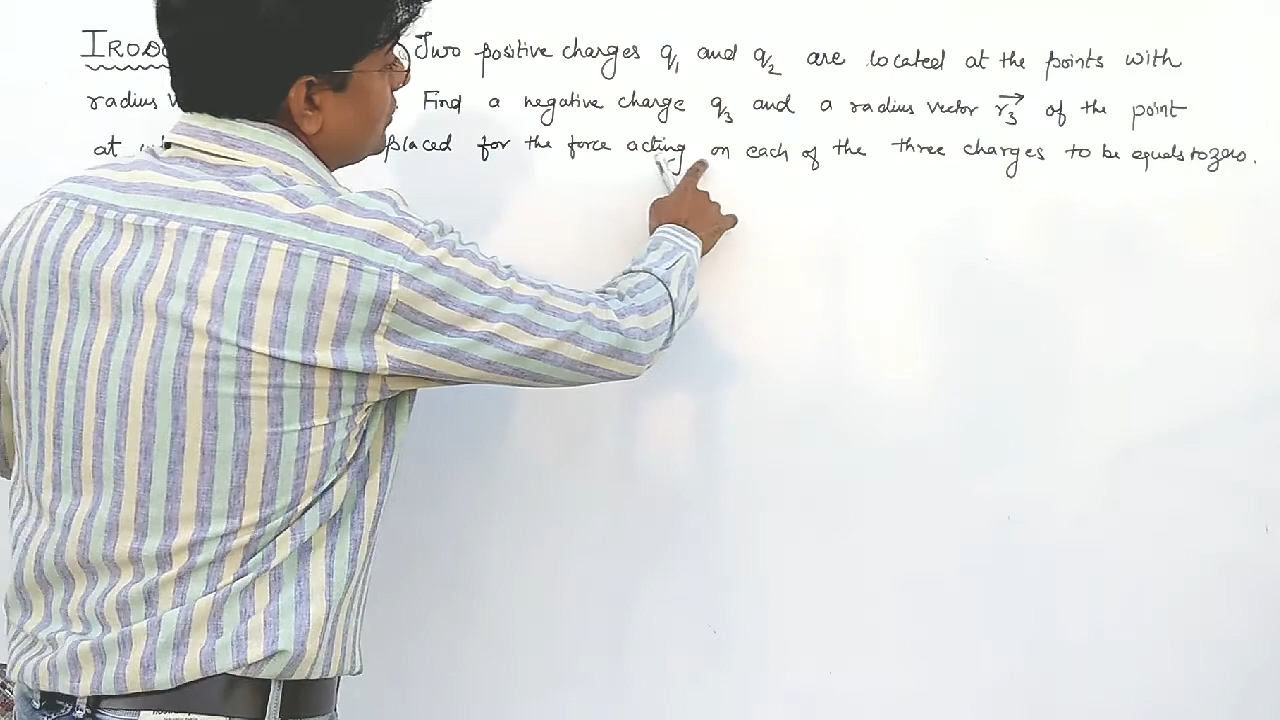 Two positive charges q₁ and q₂ are located at the points with
radius Find a negative charge q₃ and a radius vector r₃→ of the point
at placed for the force acting on each of the three charges to be equals to zero.